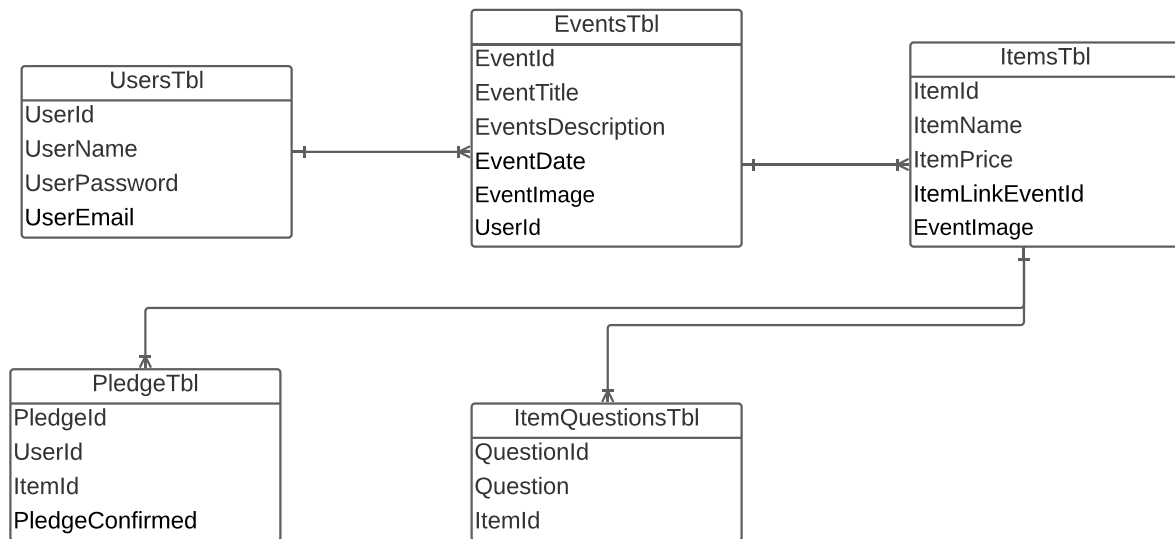 UsersTbl
UserId
UserName
UserPassword
UserEmail
EventsTbl
EventId
EventTitle
EventsDescription
EventDate
EventImage
UserId
ItemsTbl
ItemId
ItemName
ItemPrice
ItemLinkEventId
EventImage
PledgeTbl
PledgeId
UserId
ItemId
PledgeConfirmed
ItemQuestionsTbl
QuestionId
Question
ItemId